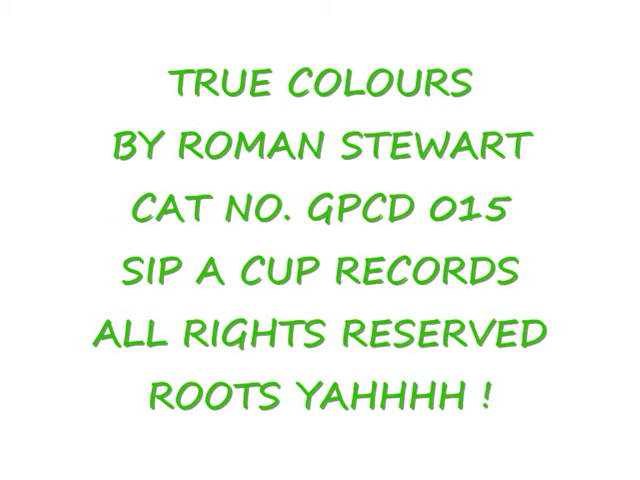 TRUE COLOURS
BY ROMAN STEWART
CAT NO. GPCD 015
SIP A CUP RECORDS
ALL RIGHTS RESERVED
ROOTS YAHHHH !